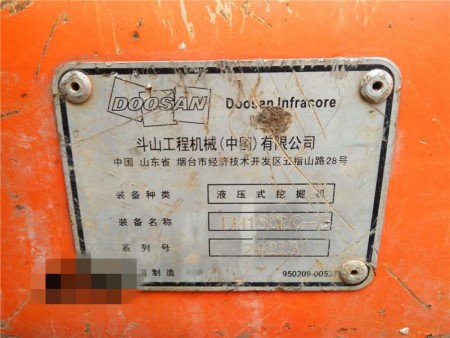 DOOSAN Doosan Infracore
斗山工程机械(中国)有限公司
中国 山东省 烟台市经济技术开发区五指山路28号
装备种类 液压式挖掘机
装备名称
系列号
制造